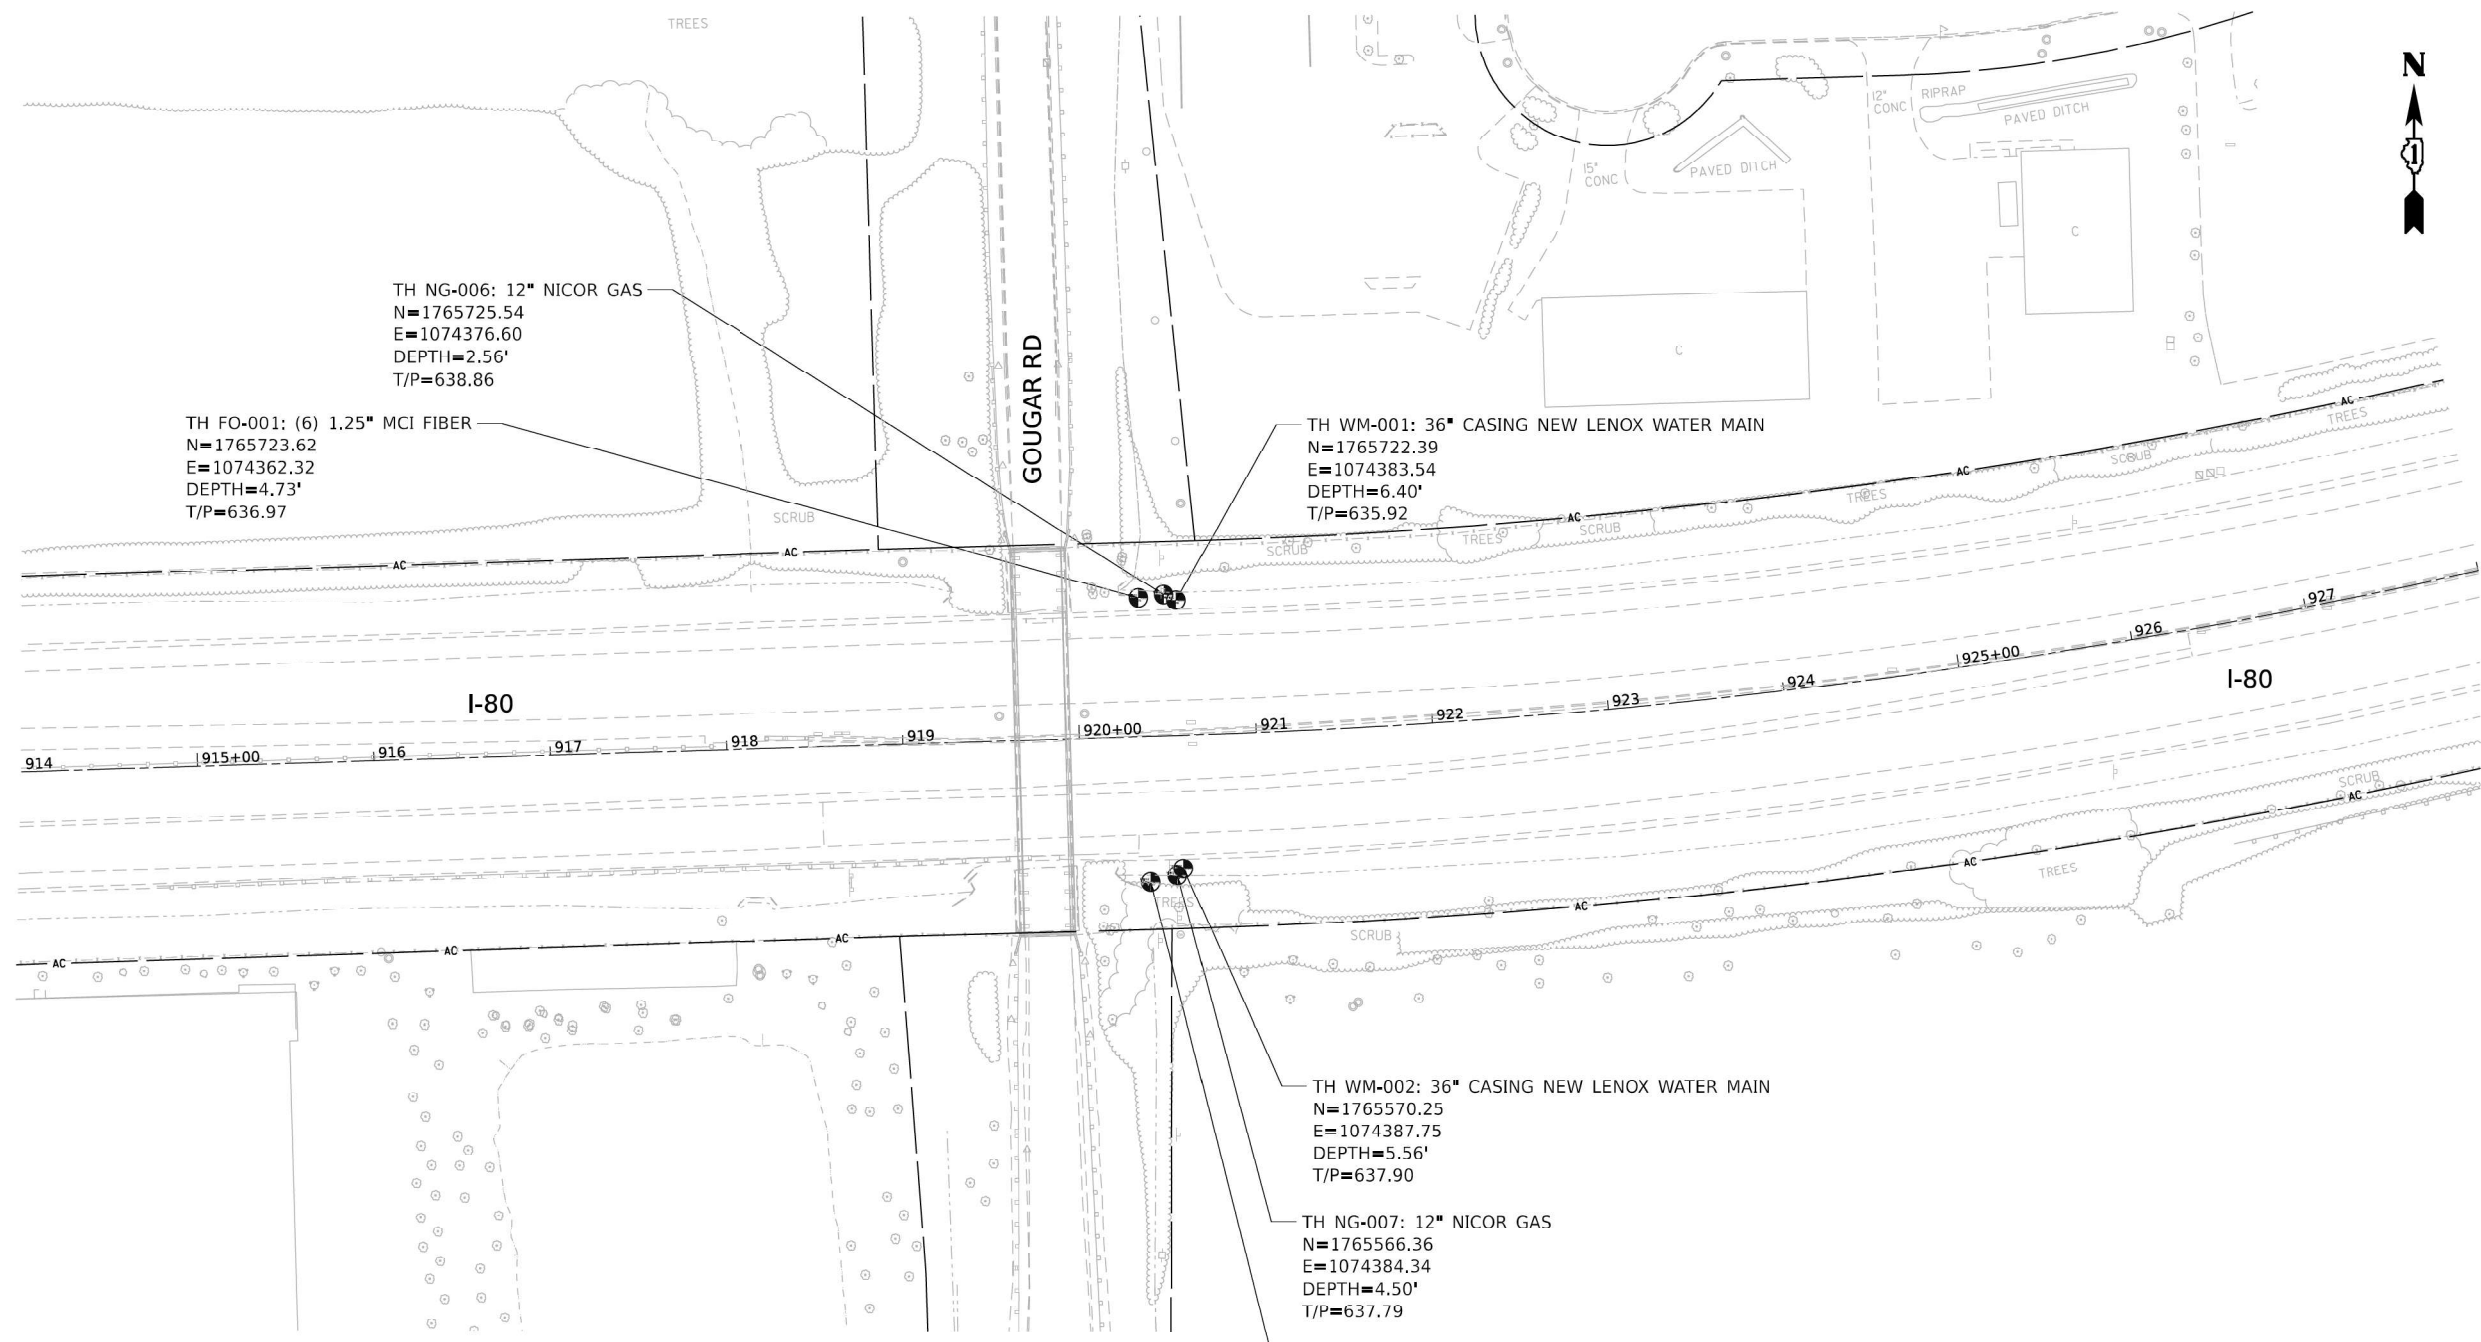 TREES
N
1
12"
CONC
RIPRAP
PAVED DITCH
15"
CONC
PAVED DITCH
C
C
TH NG-006: 12" NICOR GAS
N=1765725.54
E=1074376.60
DEPTH=2.56'
T/P=638.86
GOUGAR RD
TH FO-001: (6) 1.25" MCI FIBER
N=1765723.62
E=1074362.32
DEPTH=4.73'
T/P=636.97
TH WM-001: 36" CASING NEW LENOX WATER MAIN
N=1765722.39
E=1074383.54
DEPTH=6.40'
T/P=635.92
AC
TREES
SCRUB
AC
TREES
SCRUB
AC
SCRUB
TREES
SCRUB
AC
AC
927
926
925+00
924
923
922
921
920+00
919
918
917
916
915+00
914
I-80
I-80
SCRUB
AC
AC
TREES
TREES
AC
SCRUB
AC
AC
AC
TH WM-002: 36" CASING NEW LENOX WATER MAIN
N=1765570.25
E=1074387.75
DEPTH=5.56'
T/P=637.90
TH NG-007: 12" NICOR GAS
N=1765566.36
E=1074384.34
DEPTH=4.50'
T/P=637.79